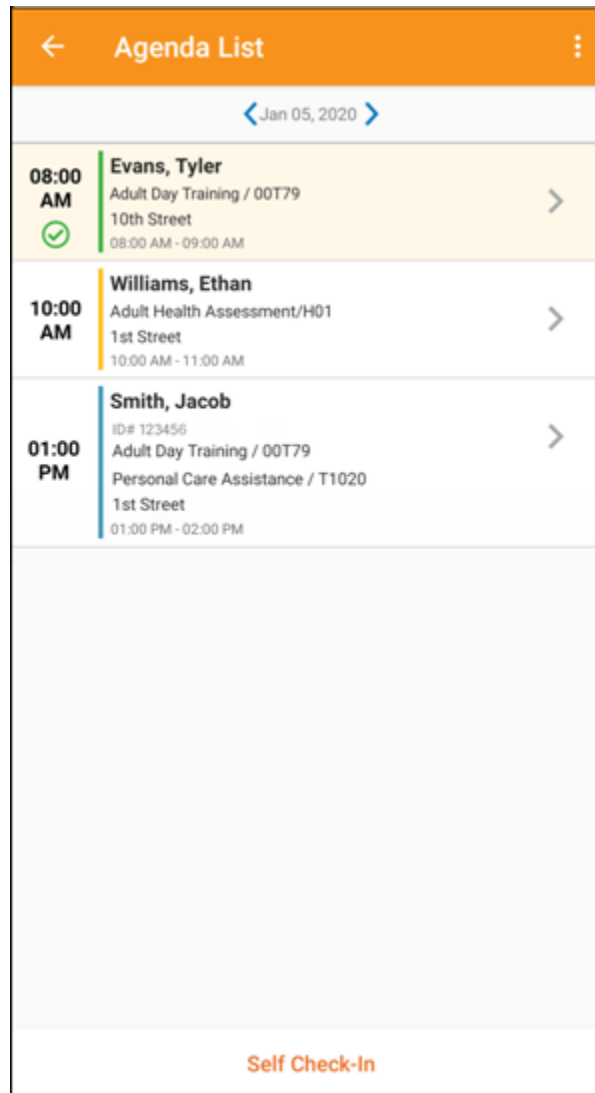 Agenda List
Jan 05, 2020
08:00
AM
Evans, Tyler
Adult Day Training / 00T79
10th Street
08:00 AM - 09:00 AM
10:00
AM
Williams, Ethan
Adult Health Assessment/H01
1st Street
10:00 AM - 11:00 AM
01:00
PM
Smith, Jacob
ID# 123456
Adult Day Training / 00T79
Personal Care Assistance / T1020
1st Street
01:00 PM - 02:00 PM
Self Check-In